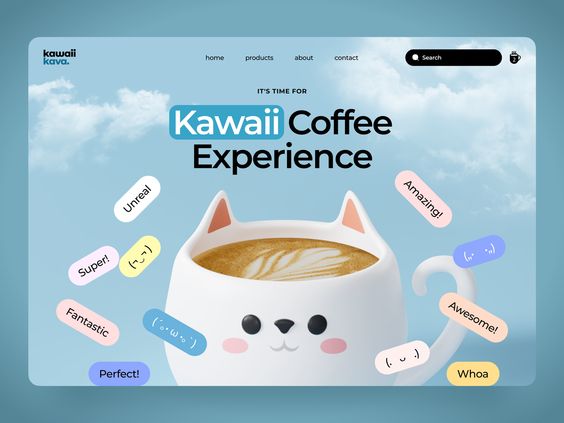 kawaii
kava.
home products about contact
Search
IT'S TIME FOR
Kawaii Coffee
Experience
Unreal
Amazing!
Super!
Fantastic
Awesome!
Perfect!
Whoa